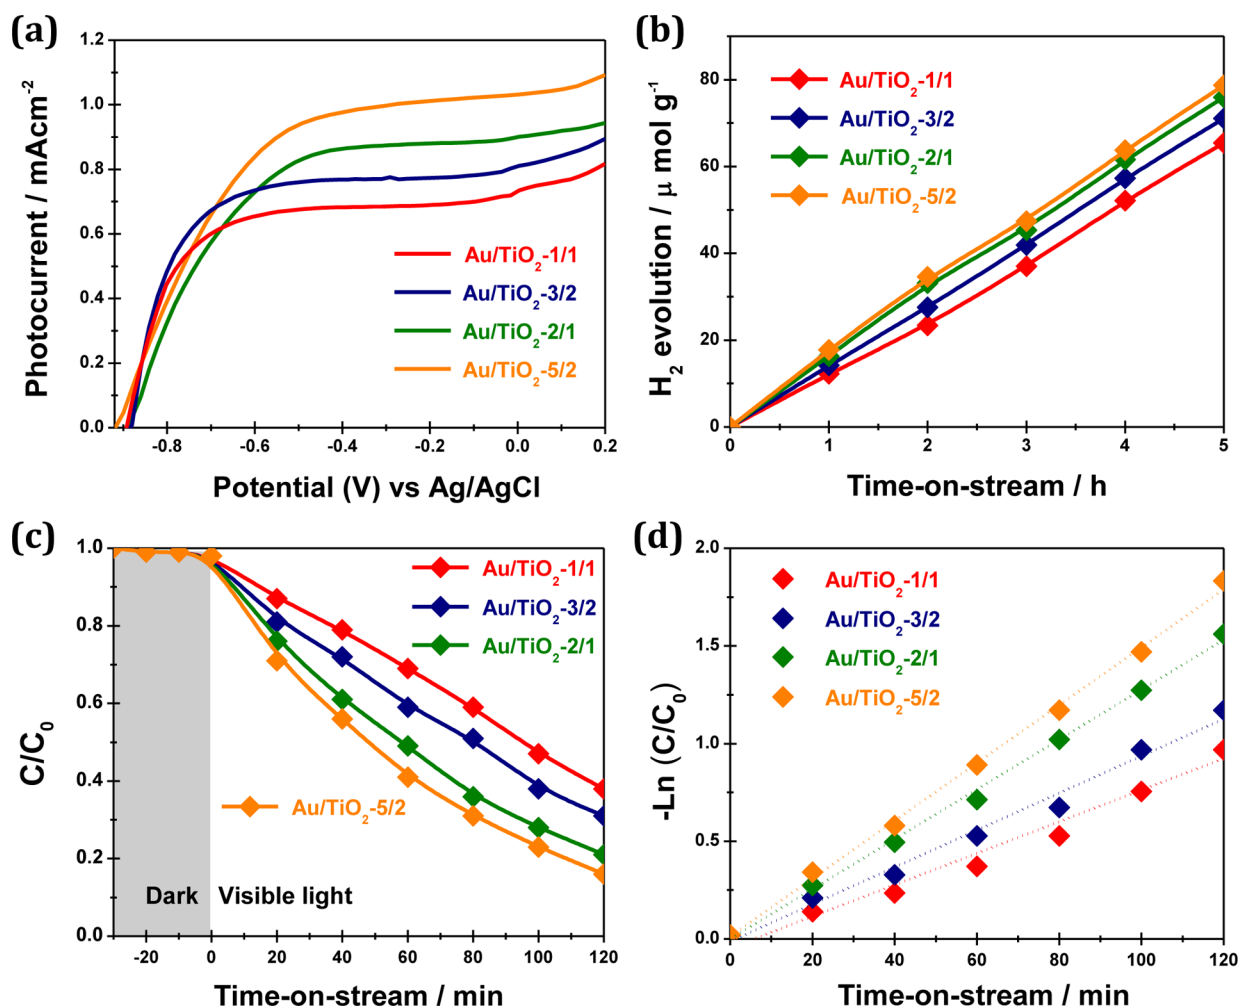 (a)
Photocurrent / mAcm⁻²
1.2
1.0
0.8
0.6
0.4
0.2
0.0
-0.8 -0.6 -0.4 -0.2 0.0 0.2
Potential (V) vs Ag/AgCl
Au/TiO₂-1/1
Au/TiO₂-3/2
Au/TiO₂-2/1
Au/TiO₂-5/2
(b)
H₂ evolution / μ mol g⁻¹
80
60
40
20
0
0 1 2 3 4 5
Time-on-stream / h
Au/TiO₂-1/1
Au/TiO₂-3/2
Au/TiO₂-2/1
Au/TiO₂-5/2
(c)
C/C₀
1.0
0.8
0.6
0.4
0.2
0.0
-20 0 20 40 60 80 100 120
Time-on-stream / min
Au/TiO₂-1/1
Au/TiO₂-3/2
Au/TiO₂-2/1
Au/TiO₂-5/2
Dark Visible light
(d)
-Ln (C/C₀)
2.0
1.5
1.0
0.5
0.0
0 20 40 60 80 100 120
Time-on-stream / min
Au/TiO₂-1/1
Au/TiO₂-3/2
Au/TiO₂-2/1
Au/TiO₂-5/2